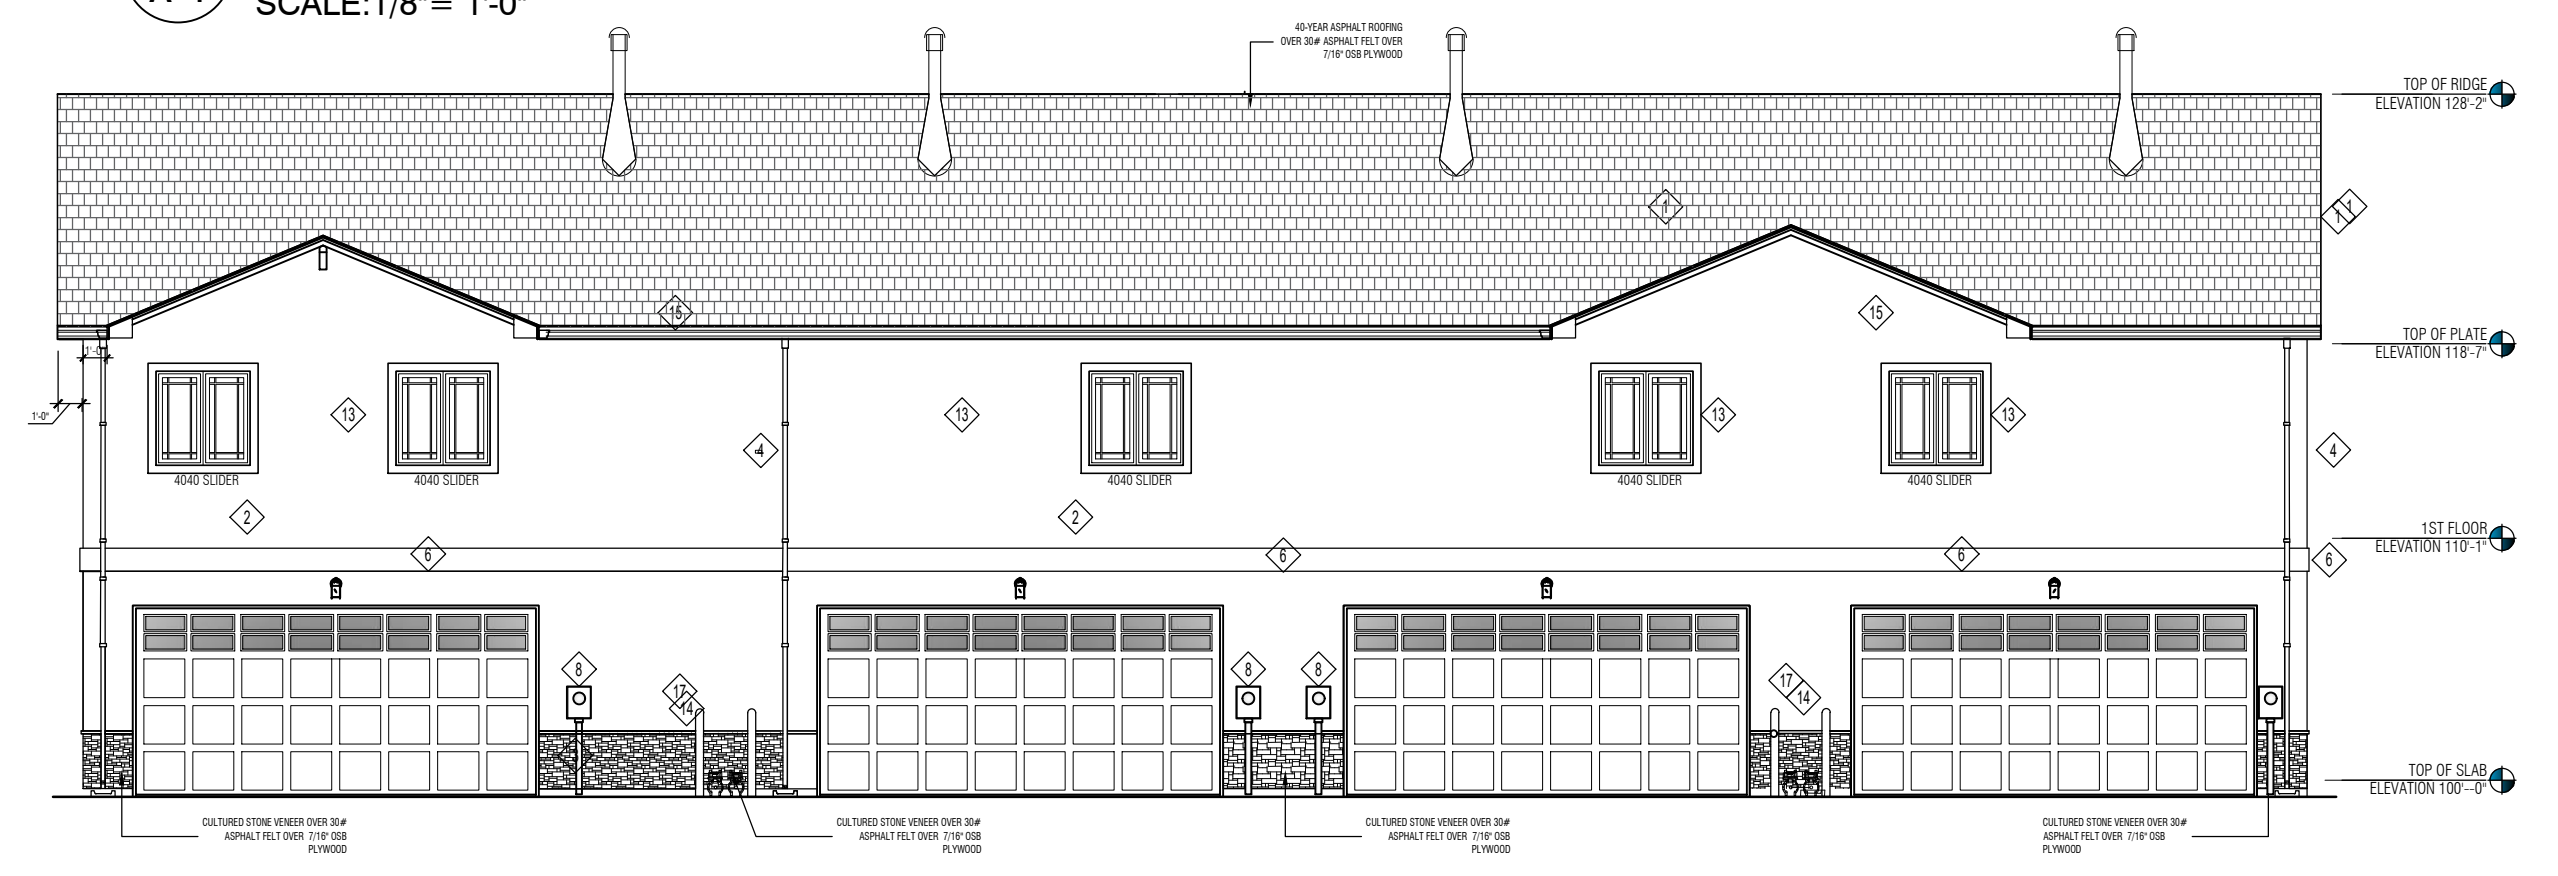 SCALE:1/8"= 1'-0"
40-YEAR ASPHALT ROOFING
OVER 30# ASPHALT FELT OVER
7/16" OSB PLYWOOD
TOP OF RIDGE
ELEVATION 128'-2"
1
1
1
15
15
TOP OF PLATE
ELEVATION 118'-7"
1'-0"
13
13
13
13
1'-0"
4
4
4040 SLIDER
4040 SLIDER
4040 SLIDER
4040 SLIDER
4040 SLIDER
2
2
1ST FLOOR
ELEVATION 110'-1"
6
6
6
6
8
8
8
17
14
17
14
TOP OF SLAB
ELEVATION 100'--0"
CULTURED STONE VENEER OVER 30#
ASPHALT FELT OVER 7/16" OSB
PLYWOOD
CULTURED STONE VENEER OVER 30#
ASPHALT FELT OVER 7/16" OSB
PLYWOOD
CULTURED STONE VENEER OVER 30#
ASPHALT FELT OVER 7/16" OSB
PLYWOOD
CULTURED STONE VENEER OVER 30#
ASPHALT FELT OVER 7/16" OSB
PLYWOOD